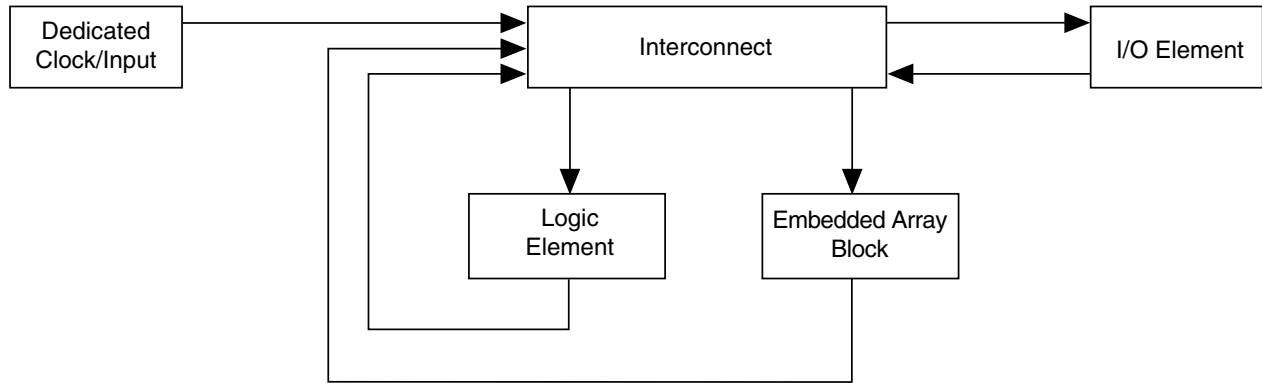 Dedicated
Clock/Input
Interconnect
I/O Element
Logic
Element
Embedded Array
Block